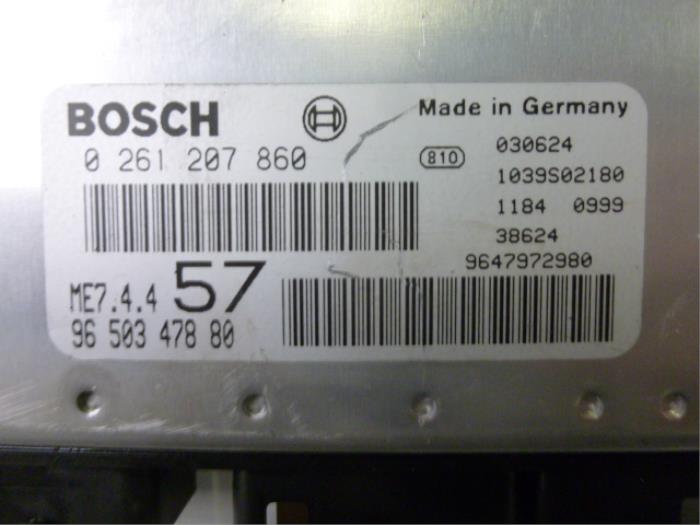 BOSCH
0 261 207 860
ME7.4.4 57
96 503 478 80
Made in Germany
810 030624
1039S02180
1184 0999
38624
9647972980